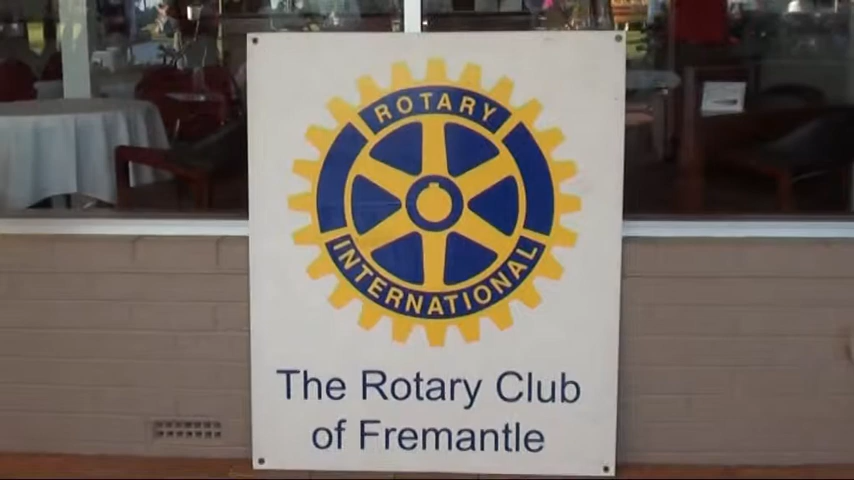 ROTARY
INTERNATIONAL
The Rotary Club
of Fremantle